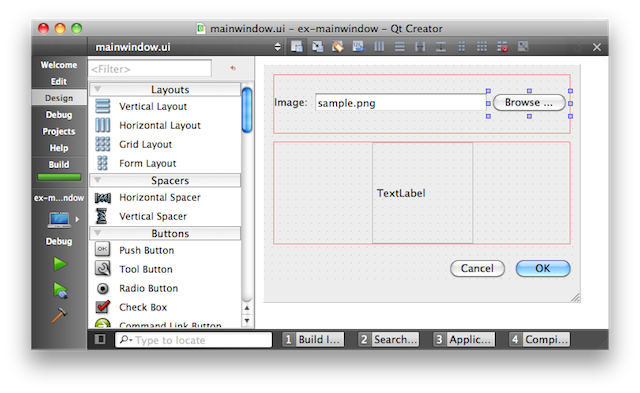 mainwindow.ui - ex-mainwindow - Qt Creator
mainwindow.ui
Welcome
Edit
Design
Debug
Projects
Help
Build
ex-m...ndow
Debug
<Filter>
Layouts
Vertical Layout
Horizontal Layout
Grid Layout
Form Layout
Spacers
Horizontal Spacer
Vertical Spacer
Buttons
OK
Push Button
Tool Button
Radio Button
Check Box
Command Link Button
Image:
sample.png
Browse ...
TextLabel
Cancel
OK
Type to locate
1 Build I...
2 Search...
3 Applic...
4 Compi...